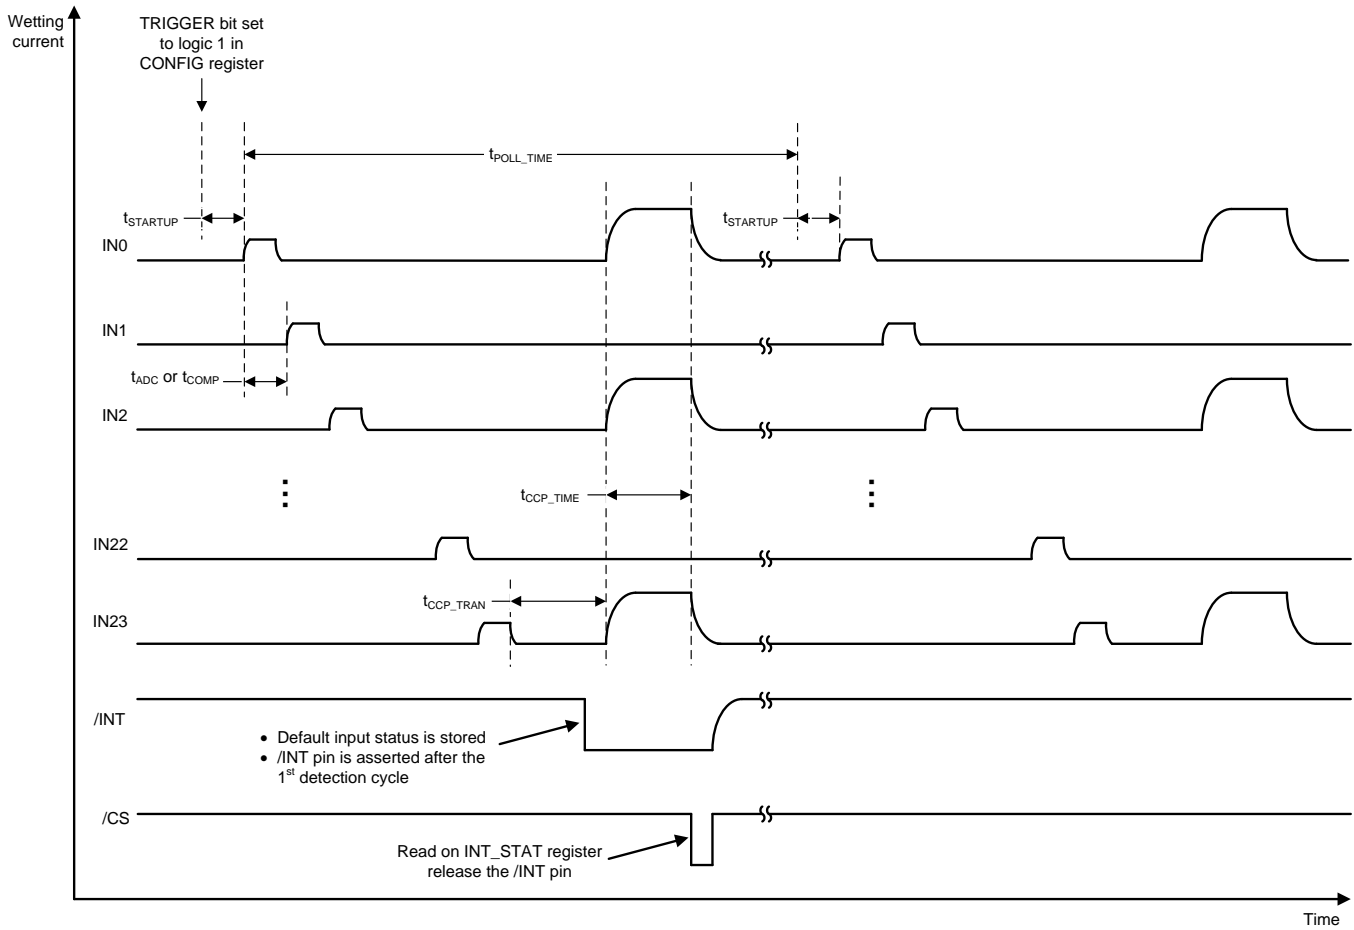 Wetting
current
TRIGGER bit set
to logic 1 in
CONFIG register
tPOLL_TIME
tSTARTUP
tSTARTUP
IN0
IN1
tADC or tCOMP
IN2
tCCP_TIME
IN22
tCCP_TRAN
IN23
/INT
• Default input status is stored
• /INT pin is asserted after the
1st detection cycle
/CS
Read on INT_STAT register
release the /INT pin
Time